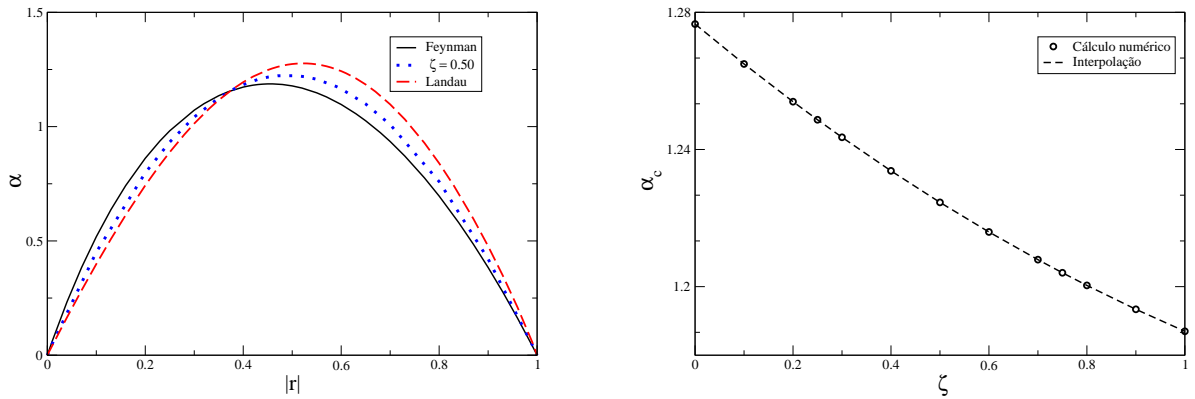 1.5
1
0.5
0
α
Feynman
ζ = 0.50
Landau
0 0.2 0.4 0.6 0.8 1
|r|
1.28
1.24
1.2
α_c
Cálculo numérico
Interpolação
0 0.2 0.4 0.6 0.8 1
ζ